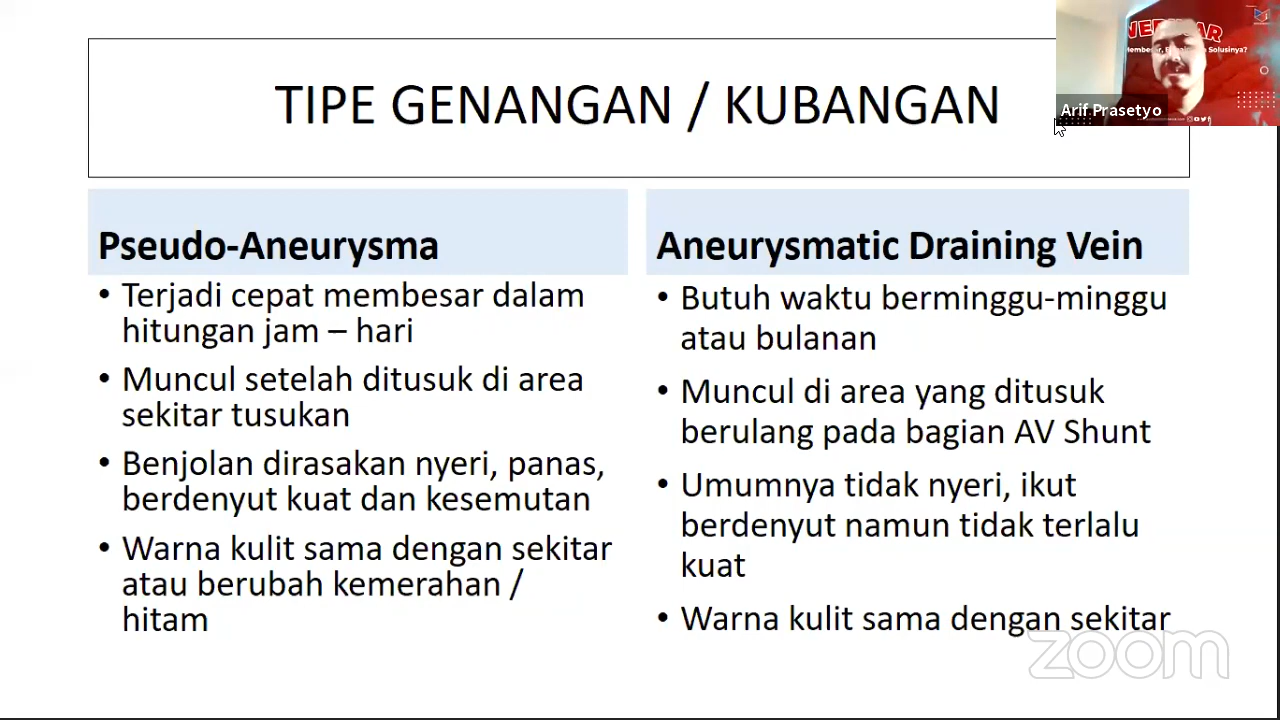 TIPE GENANGAN / KUBANGAN
WEBINAR
Membesar, Solusinya?
Arif Prasetyo
Pseudo-Aneurysma
• Terjadi cepat membesar dalam
hitungan jam – hari
• Muncul setelah ditusuk di area
sekitar tusukan
• Benjolan dirasakan nyeri, panas,
berdenyut kuat dan kesemutan
• Warna kulit sama dengan sekitar
atau berubah kemerahan /
hitam
Aneurysmatic Draining Vein
• Butuh waktu berminggu-minggu
atau bulanan
• Muncul di area yang ditusuk
berulang pada bagian AV Shunt
• Umumnya tidak nyeri, ikut
berdenyut namun tidak terlalu
kuat
• Warna kulit sama dengan sekitar
zoom